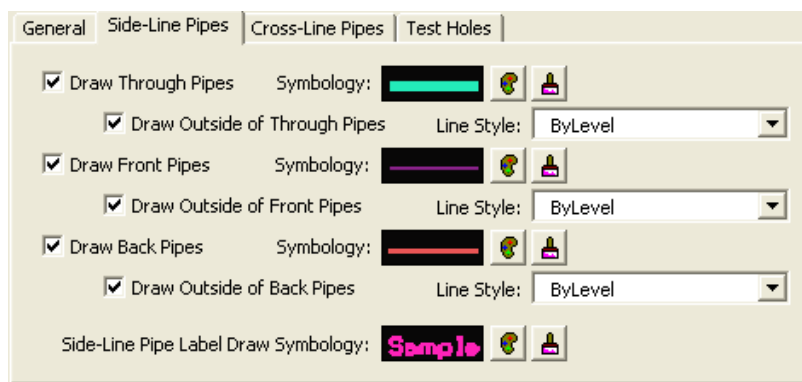 General Side-Line Pipes Cross-Line Pipes Test Holes
Draw Through Pipes Symbology:
Draw Outside of Through Pipes Line Style: ByLevel
Draw Front Pipes Symbology:
Draw Outside of Front Pipes Line Style: ByLevel
Draw Back Pipes Symbology:
Draw Outside of Back Pipes Line Style: ByLevel
Side-Line Pipe Label Draw Symbology: Sample